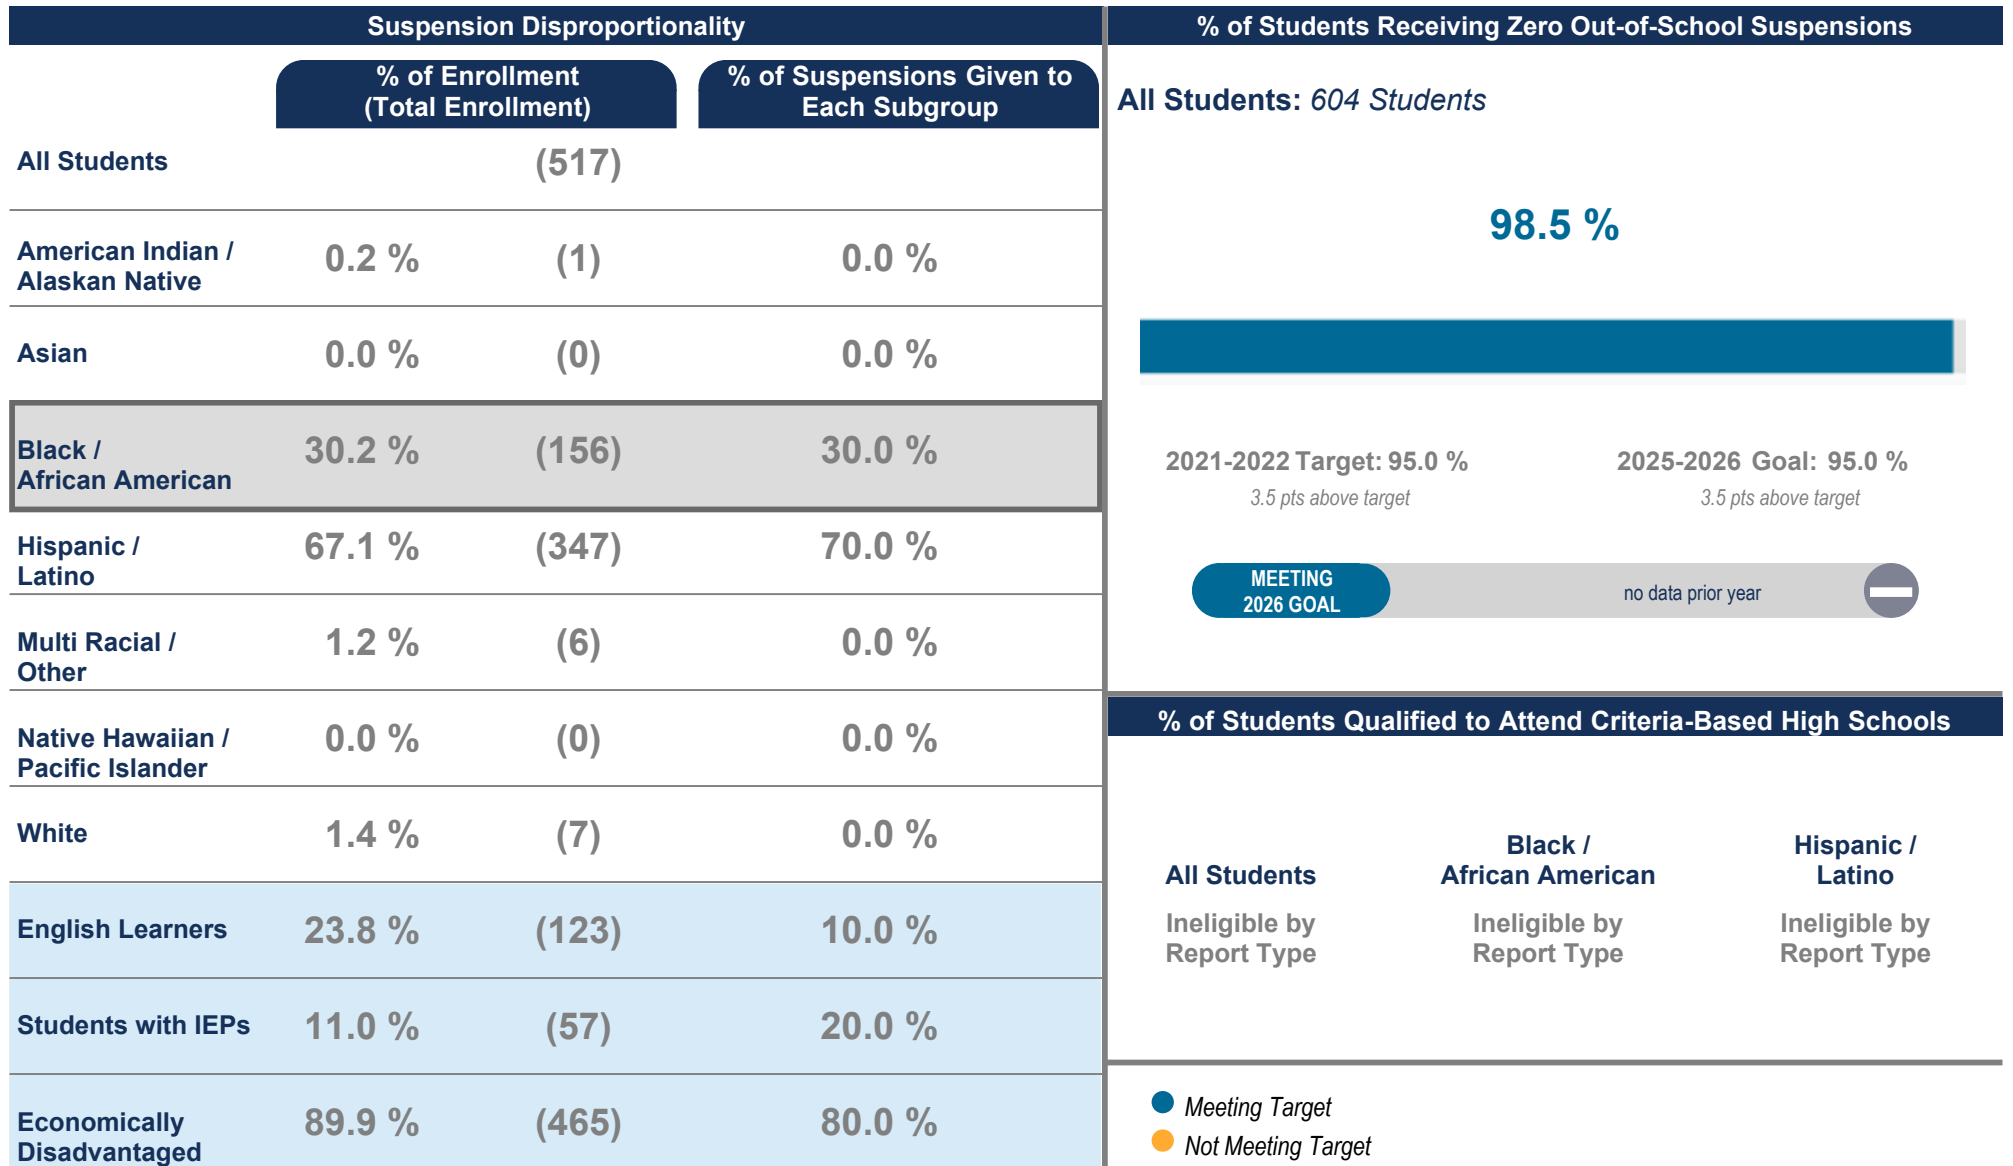 Suspension Disproportionality
% of Enrollment
(Total Enrollment)
% of Suspensions Given to
Each Subgroup
All Students (517)
American Indian /
Alaskan Native
0.2 % (1) 0.0 %
Asian 0.0 % (0) 0.0 %
Black /
African American
30.2 % (156) 30.0 %
Hispanic /
Latino
67.1 % (347) 70.0 %
Multi Racial /
Other
1.2 % (6) 0.0 %
Native Hawaiian /
Pacific Islander
0.0 % (0) 0.0 %
White 1.4 % (7) 0.0 %
English Learners 23.8 % (123) 10.0 %
Students with IEPs 11.0 % (57) 20.0 %
Economically
Disadvantaged
89.9 % (465) 80.0 %
% of Students Receiving Zero Out-of-School Suspensions
All Students: 604 Students
98.5 %
2021-2022 Target: 95.0 %
3.5 pts above target
2025-2026 Goal: 95.0 %
3.5 pts above target
MEETING
2026 GOAL
no data prior year
% of Students Qualified to Attend Criteria-Based High Schools
All Students
Ineligible by
Report Type
Black /
African American
Ineligible by
Report Type
Hispanic /
Latino
Ineligible by
Report Type
Meeting Target
Not Meeting Target